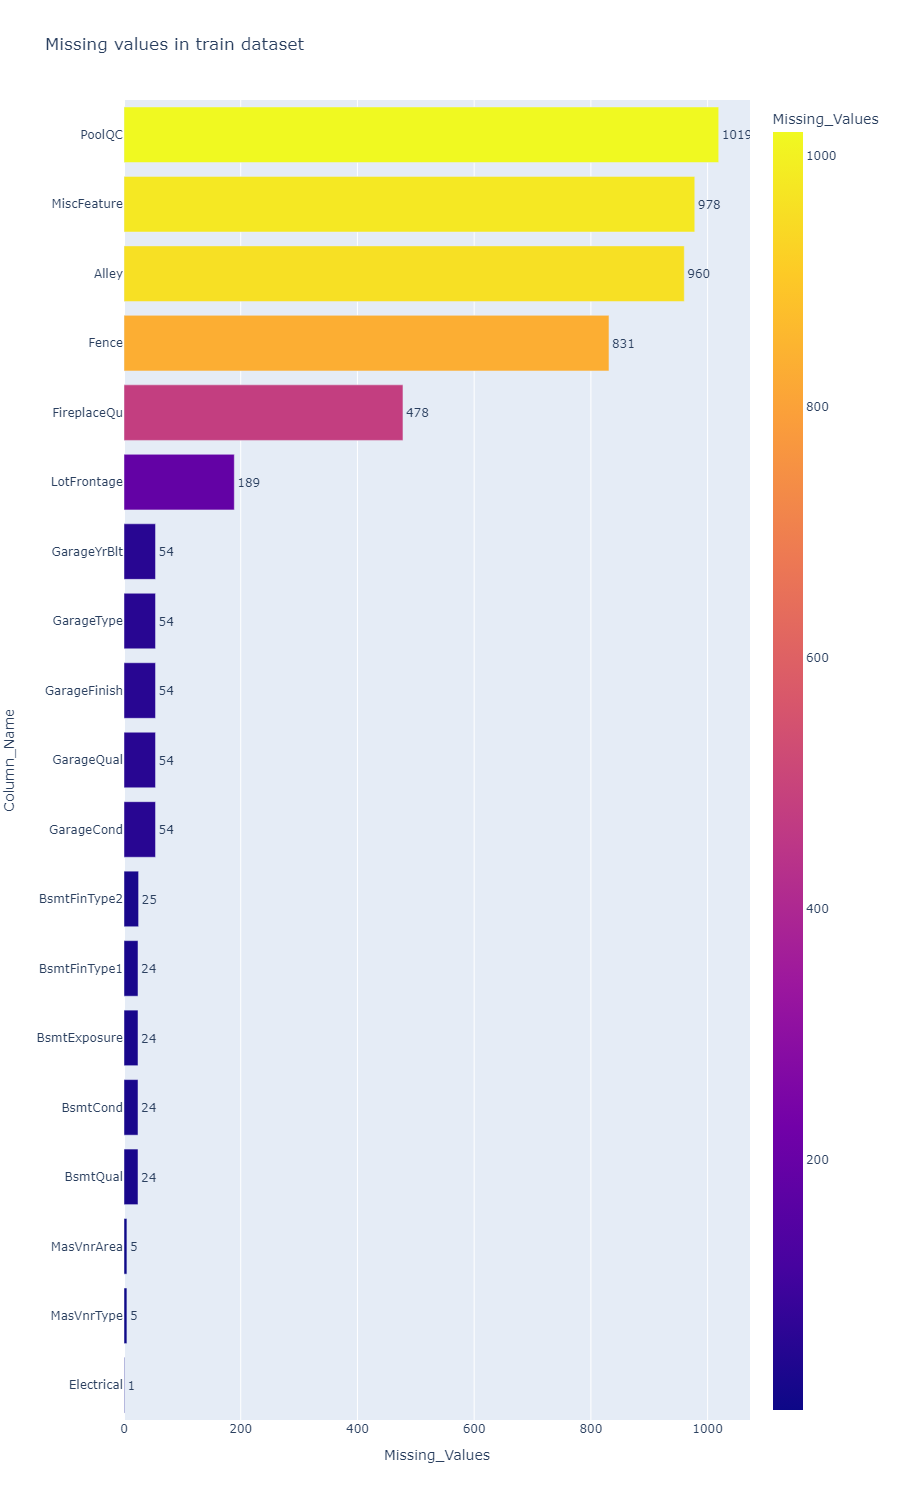 Missing values in train dataset
Missing_Values
PoolQC 1019
MiscFeature 978
Alley 960
Fence 831
FireplaceQu 478
LotFrontage 189
GarageYrBlt 54
GarageType 54
GarageFinish 54
GarageQual 54
GarageCond 54
BsmtFinType2 25
BsmtFinType1 24
BsmtExposure 24
BsmtCond 24
BsmtQual 24
MasVnrArea 5
MasVnrType 5
Electrical 1
Column_Name
0 200 400 600 800 1000
Missing_Values
1000
800
600
400
200